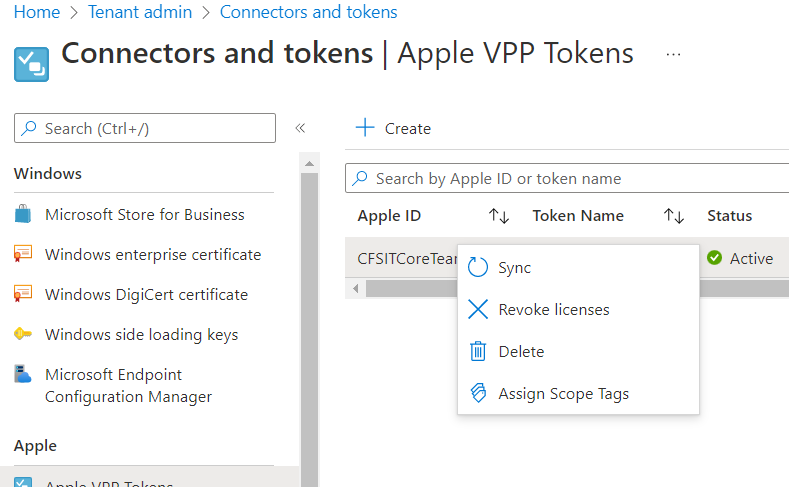 Home > Tenant admin > Connectors and tokens
Connectors and tokens | Apple VPP Tokens ...
Search (Ctrl+/)
«
Windows
Microsoft Store for Business
Windows enterprise certificate
Windows DigiCert certificate
Windows side loading keys
Microsoft Endpoint
Configuration Manager
Apple
Apple VPP Tokens
+ Create
Search by Apple ID or token name
Apple ID ↑↓ Token Name ↑↓ Status
CFSITCoreTear Active
Sync
Revoke licenses
Delete
Assign Scope Tags